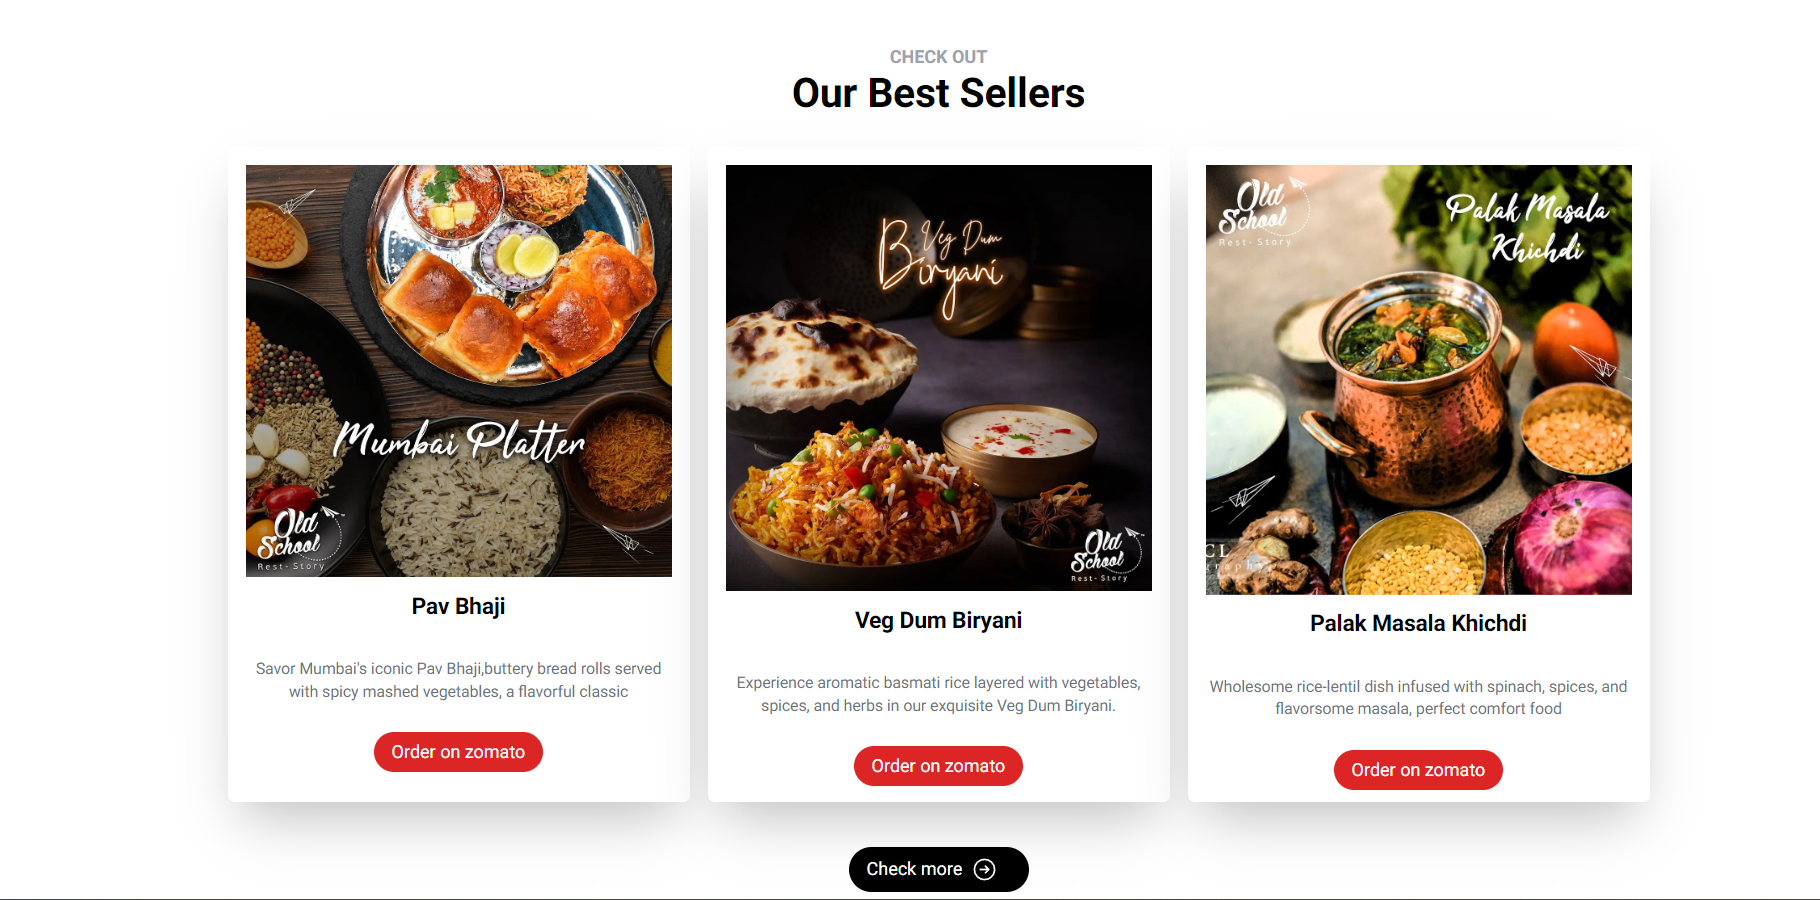 CHECK OUT
Our Best Sellers
Mumbai Platter
Old
School
Rest-Story
Pav Bhaji
Savor Mumbai's iconic Pav Bhaji,buttery bread rolls served
with spicy mashed vegetables, a flavorful classic
Order on zomato
Veg Dum
Biryani
Old
School
Rest-Story
Veg Dum Biryani
Experience aromatic basmati rice layered with vegetables,
spices, and herbs in our exquisite Veg Dum Biryani.
Order on zomato
Old
School
Rest-Story
Palak Masala
Khichdi
CL
Palak Masala Khichdi
Wholesome rice-lentil dish infused with spinach, spices, and
flavorsome masala, perfect comfort food
Order on zomato
Check more